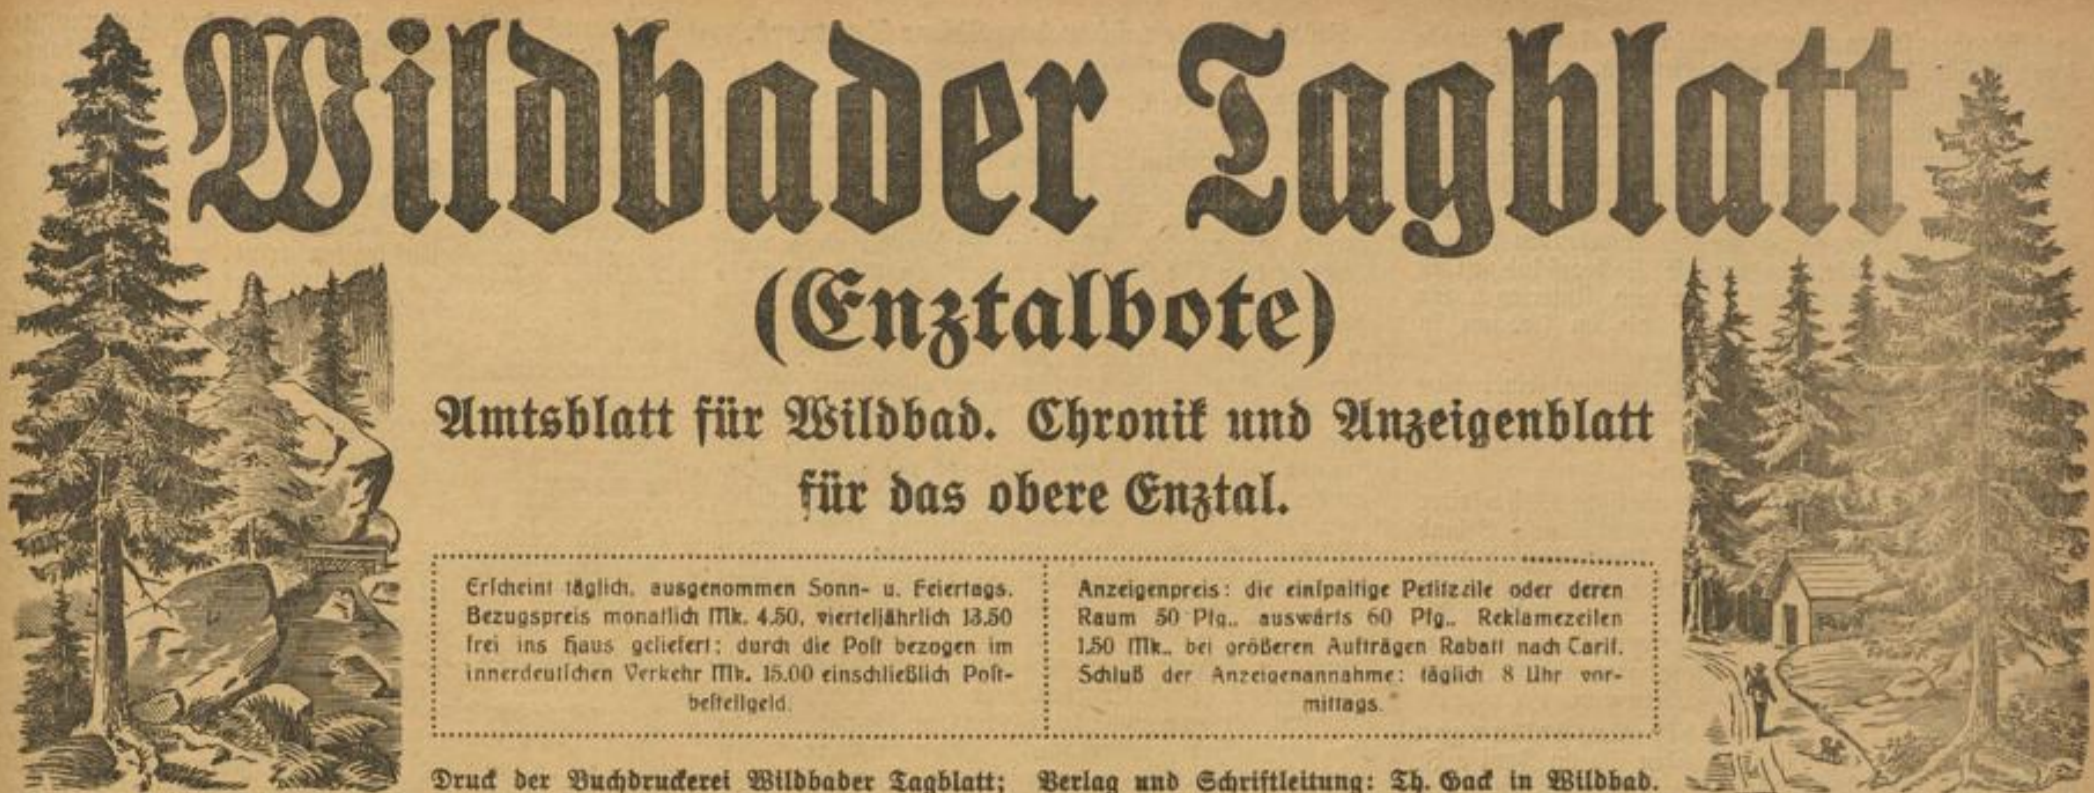 Wildbader Tagblatt
(Enztalbote)
Amtsblatt für Wildbad. Chronik und Anzeigenblatt
für das obere Enztal.
Erscheint täglich, ausgenommen Sonn- u. Feiertags.
Bezugspreis monatlich Mk. 4.50, vierteljährlich 13.50
frei ins Haus geliefert; durch die Post bezogen im
innerdeutschen Verkehr Mk. 15.00 einschließlich Post-
bestellgeld.
Anzeigenpreis: die einspaltige Petitzeile oder deren
Raum 50 Pfg., auswärts 60 Pfg., Reklamezeilen
1.50 Mk., bei größeren Aufträgen Rabatt nach Tarif.
Schluß der Anzeigenannahme: täglich 8 Uhr vor-
mittags.
Druck der Buchdruckerei Wildbader Tagblatt; Verlag und Schriftleitung: Th. Gack in Wildbad.